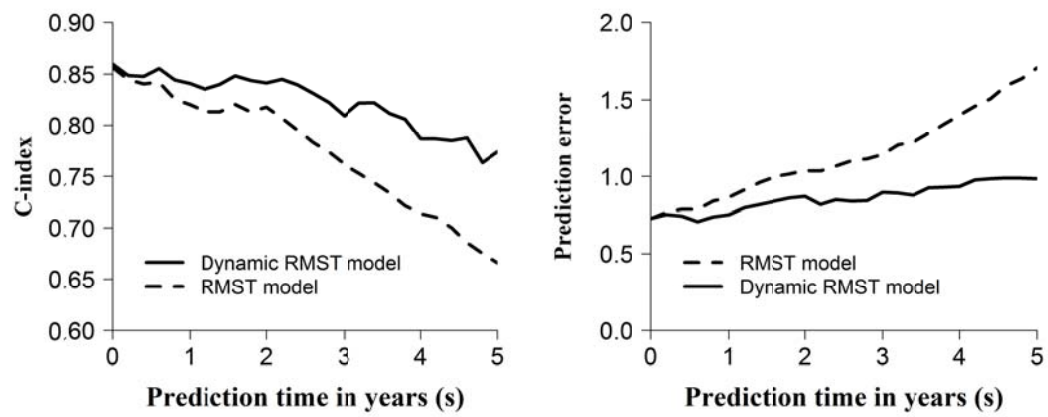 0.90
0.85
0.80
0.75
0.70
0.65
0.60
C-index
Dynamic RMST model
RMST model
0 1 2 3 4 5
Prediction time in years (s)
2.0
1.5
1.0
0.5
0.0
Prediction error
RMST model
Dynamic RMST model
0 1 2 3 4 5
Prediction time in years (s)